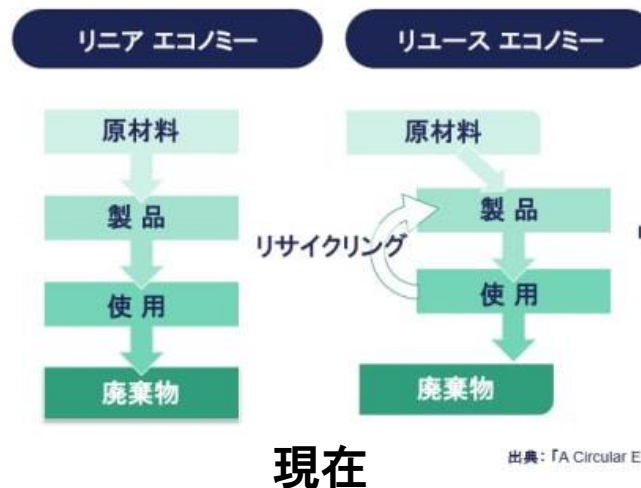 リニア エコノミー
リユース エコノミー
原材料
製 品
使 用
廃棄物
原材料
製 品
リサイクリング
使 用
廃棄物
出典:「A Circular E
現在